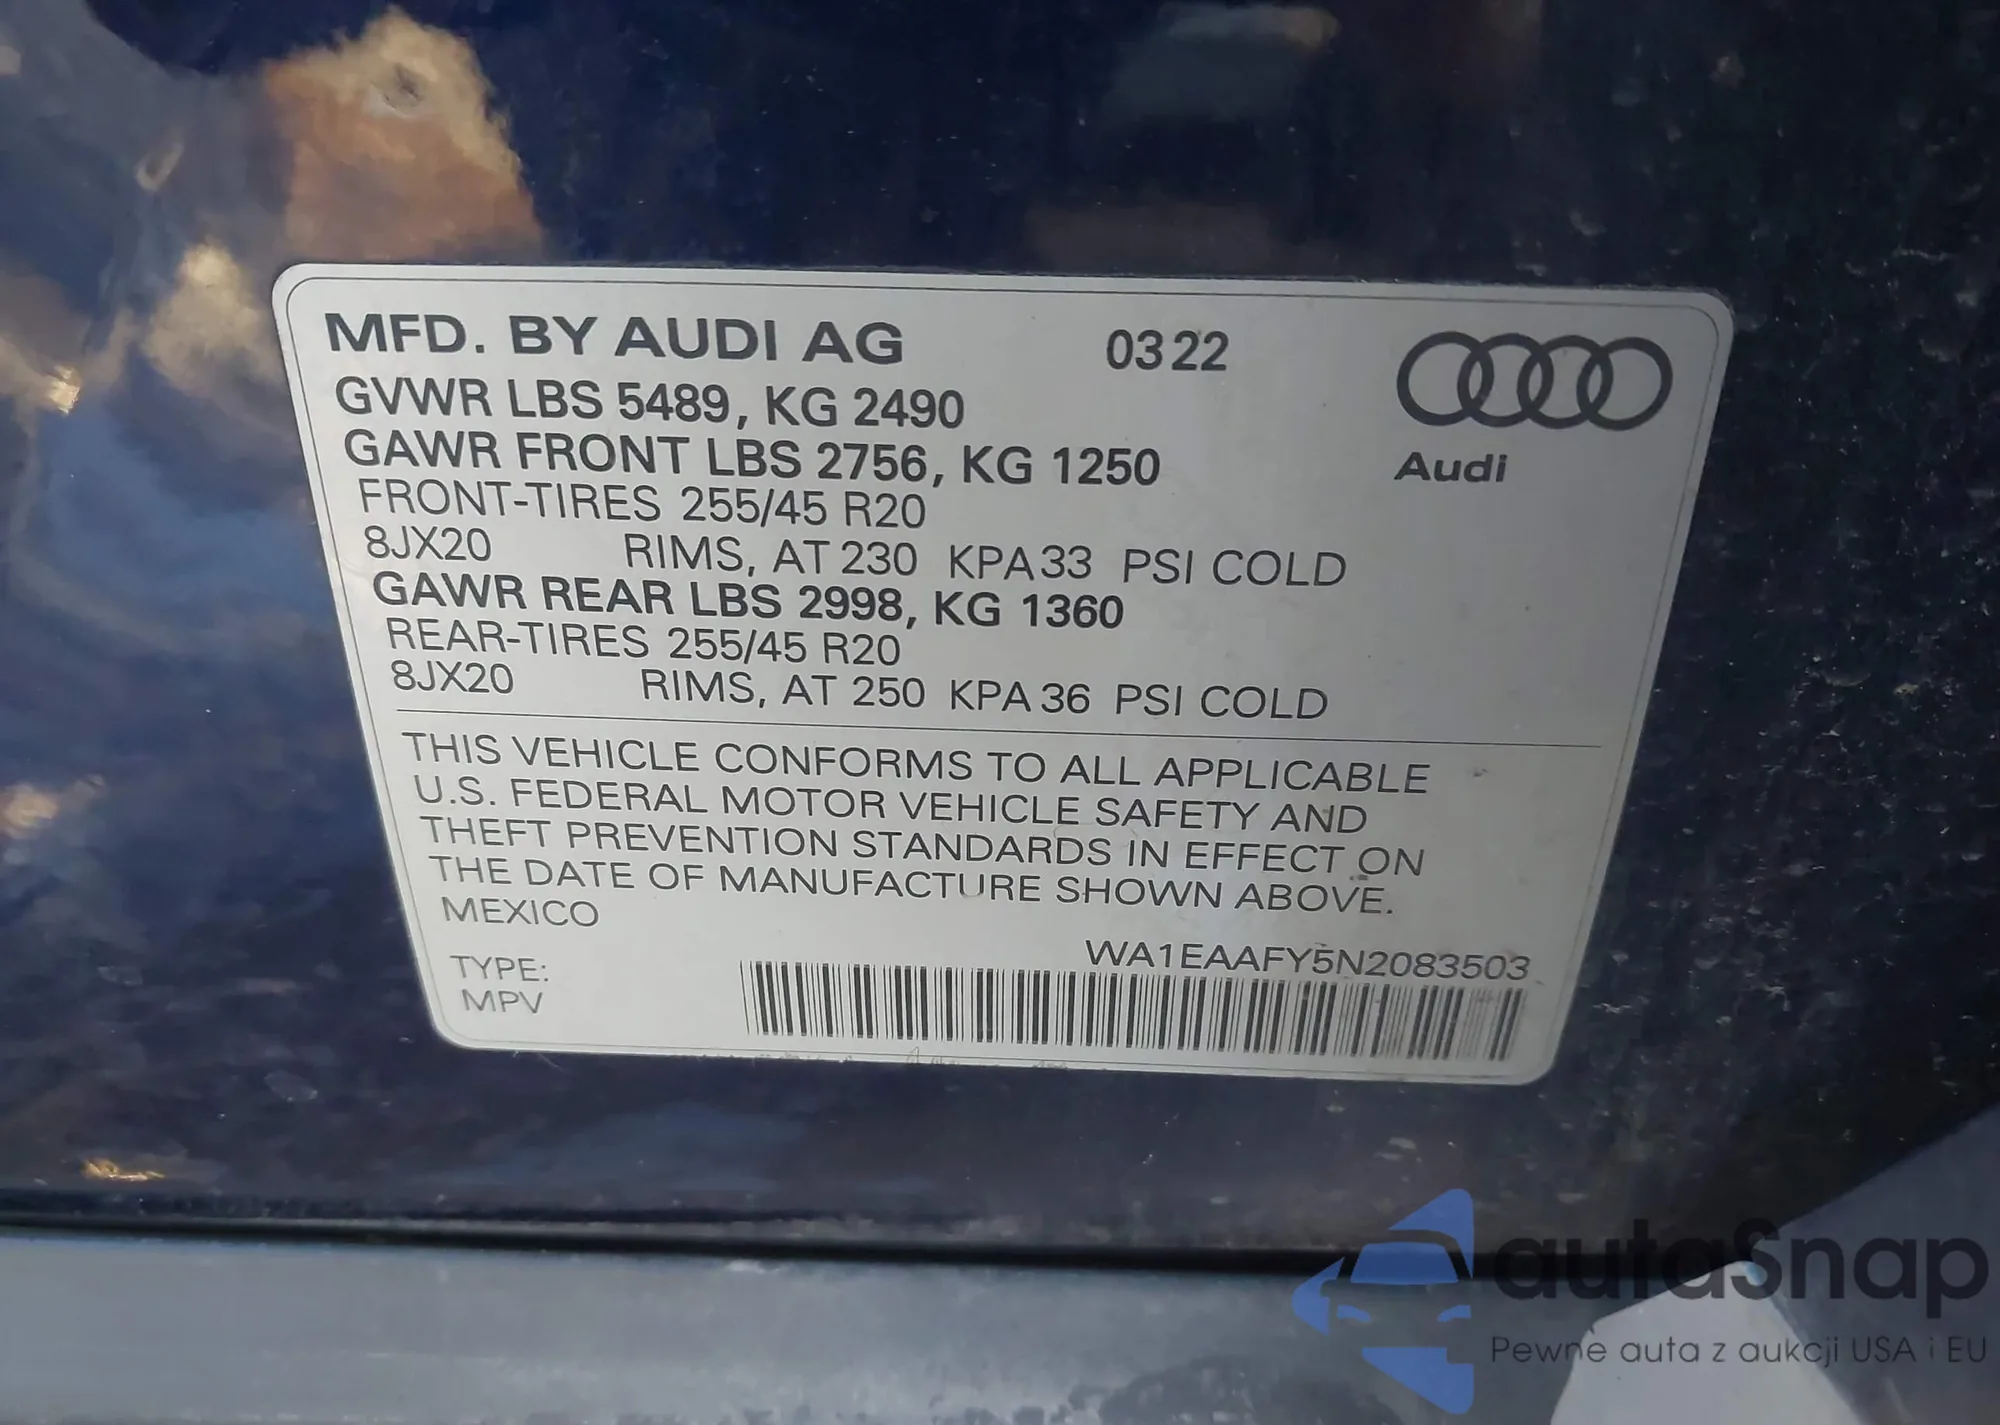 MFD. BY AUDI AG 03 22
GVWR LBS 5489, KG 2490
GAWR FRONT LBS 2756, KG 1250
FRONT-TIRES 255/45 R20
8JX20 RIMS, AT 230 KPA 33 PSI COLD
GAWR REAR LBS 2998, KG 1360
REAR-TIRES 255/45 R20
8JX20 RIMS, AT 250 KPA 36 PSI COLD
Audi
THIS VEHICLE CONFORMS TO ALL APPLICABLE
U.S. FEDERAL MOTOR VEHICLE SAFETY AND
THEFT PREVENTION STANDARDS IN EFFECT ON
THE DATE OF MANUFACTURE SHOWN ABOVE.
MEXICO
WA1EAAFY5N2083503
TYPE:
MPV
autaSnap
Pewne auta z aukcji USA i EU